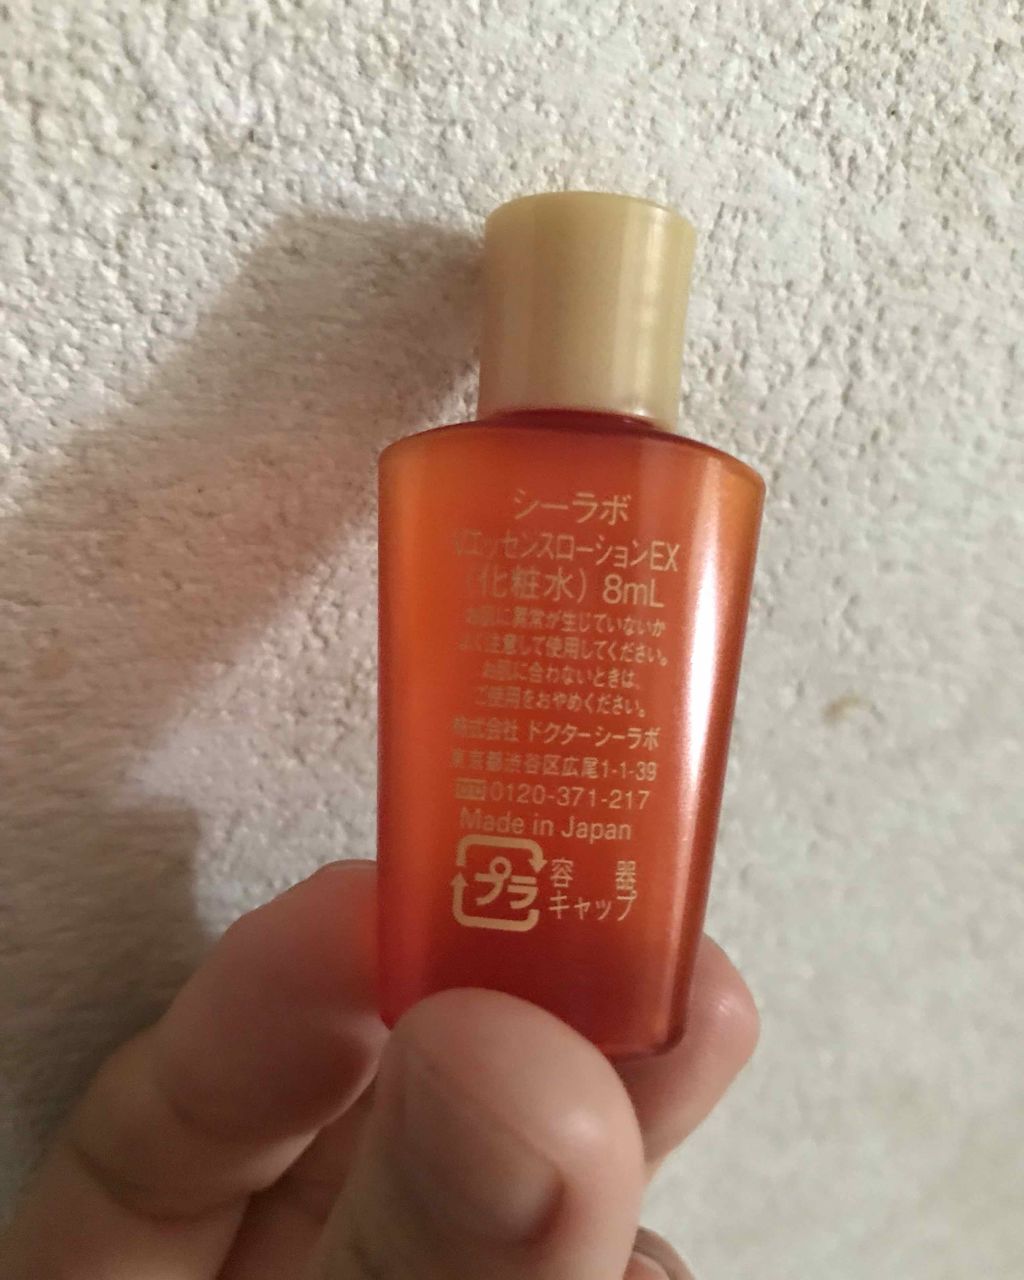 シーラボ
エッセンスローションEX
（化粧水）8mL
お肌に異常が生じていないか
よく注意して使用してください。
お肌に合わないときは、
ご使用をおやめください。
株式会社 ドクターシーラボ
東京都渋谷区広尾1-1-39
0120-371-217
Made in Japan
プラ 容器
キャップ